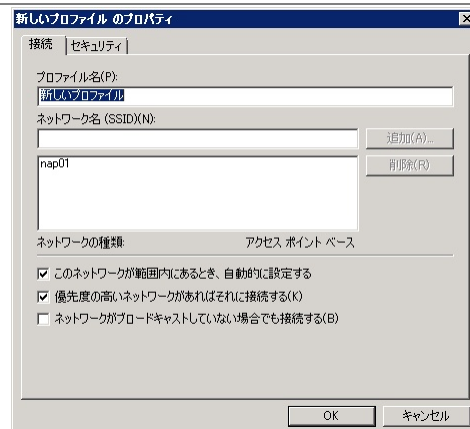 新しいプロファイル のプロパティ
接続
セキュリティ
プロファイル名(P):
新しいプロファイル
ネットワーク名 (SSID)(N):
追加(A)...
nap01
削除(R)
ネットワークの種類:
アクセス ポイント ベース
このネットワークが範囲内にあるとき、自動的に設定する
優先度の高いネットワークがあればそれに接続する(K)
ネットワークがブロードキャストしていない場合でも接続する(B)
OK
キャンセル